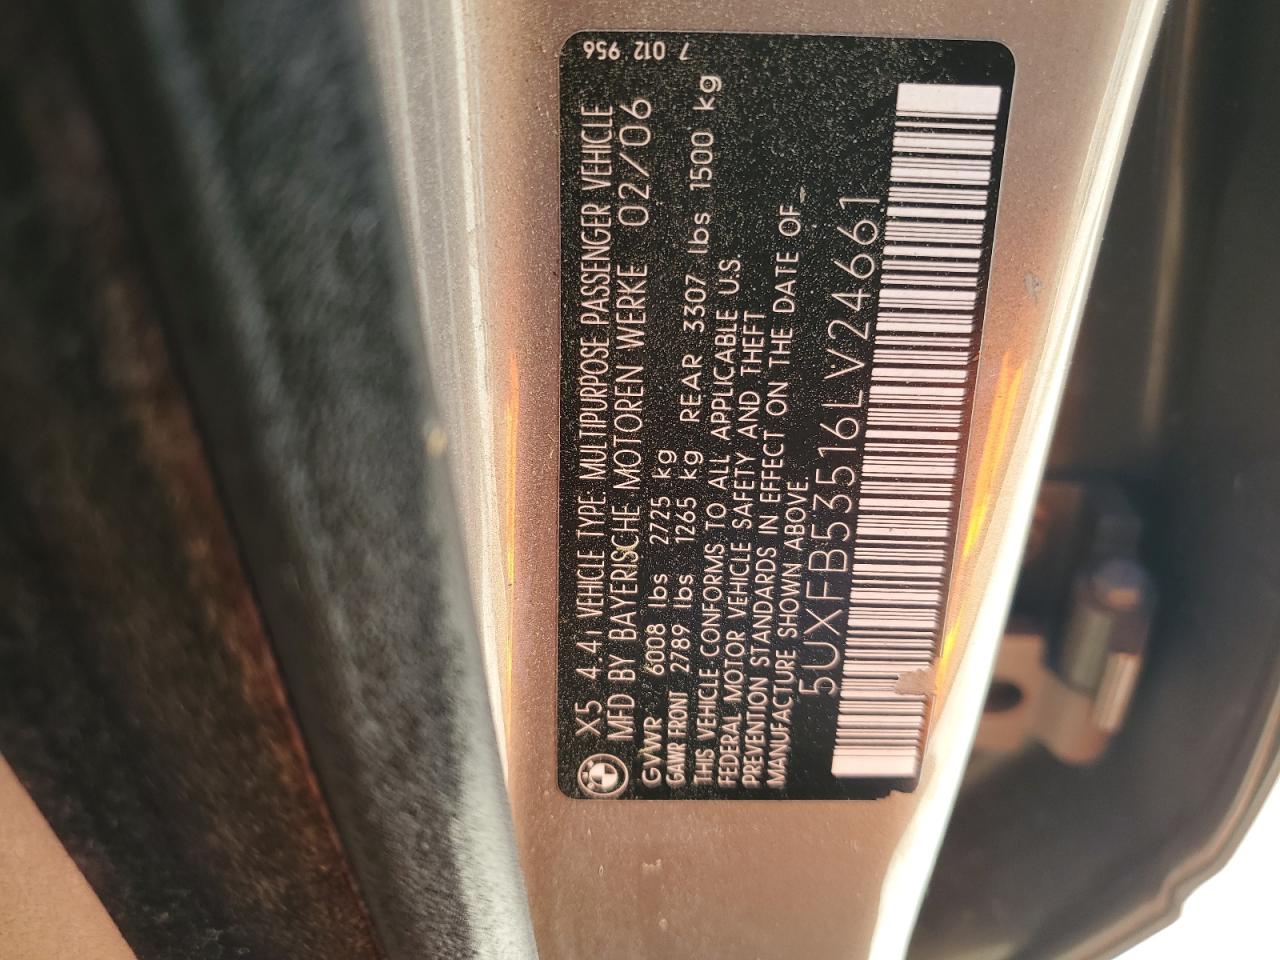 7 012 956
X5 4.4i VEHICLE TYPE: MULTIPURPOSE PASSENGER VEHICLE
MFD BY BAYERISCHE MOTOREN WERKE 02/06
GVWR 6008 lbs 2725 kg
GAWR FRONT 2789 lbs 1265 kg REAR 3307 lbs 1500 kg
THIS VEHICLE CONFORMS TO ALL APPLICABLE U.S.
FEDERAL MOTOR VEHICLE SAFETY AND THEFT
PREVENTION STANDARDS IN EFFECT ON THE DATE OF
MANUFACTURE SHOWN ABOVE.
5UXFB53516LV24661